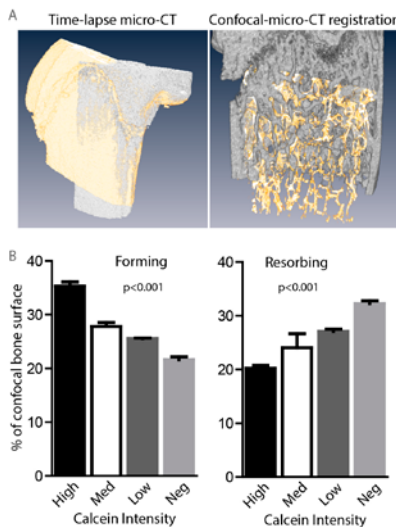 A
Time-lapse micro-CT
Confocal-micro-CT registration
B
% of confocal bone surface
40
30
20
10
0
Forming
p<0.001
High
Med
Low
Neg
Calcein Intensity
40
30
20
10
0
Resorbing
p<0.001
High
Med
Low
Neg
Calcein Intensity